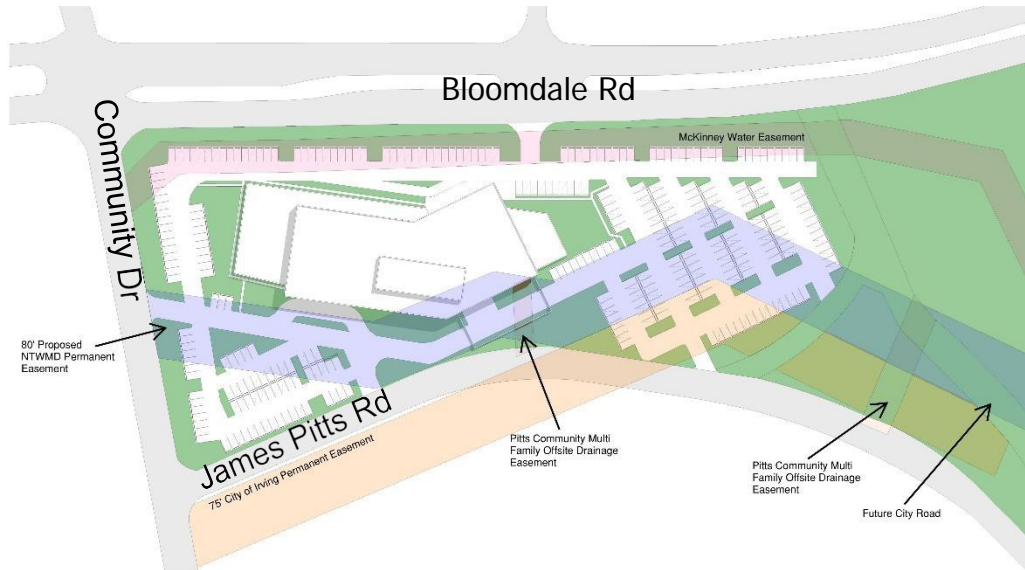 Bloomdale Rd
McKinney Water Easement
Community Dr
80' Proposed
NTWMD Permanent
Easement
James Pitts Rd
75' City of Irving Permanent Easement
Pitts Community Multi
Family Offsite Drainage
Easement
Pitts Community Multi
Family Offsite Drainage
Easement
Future City Road